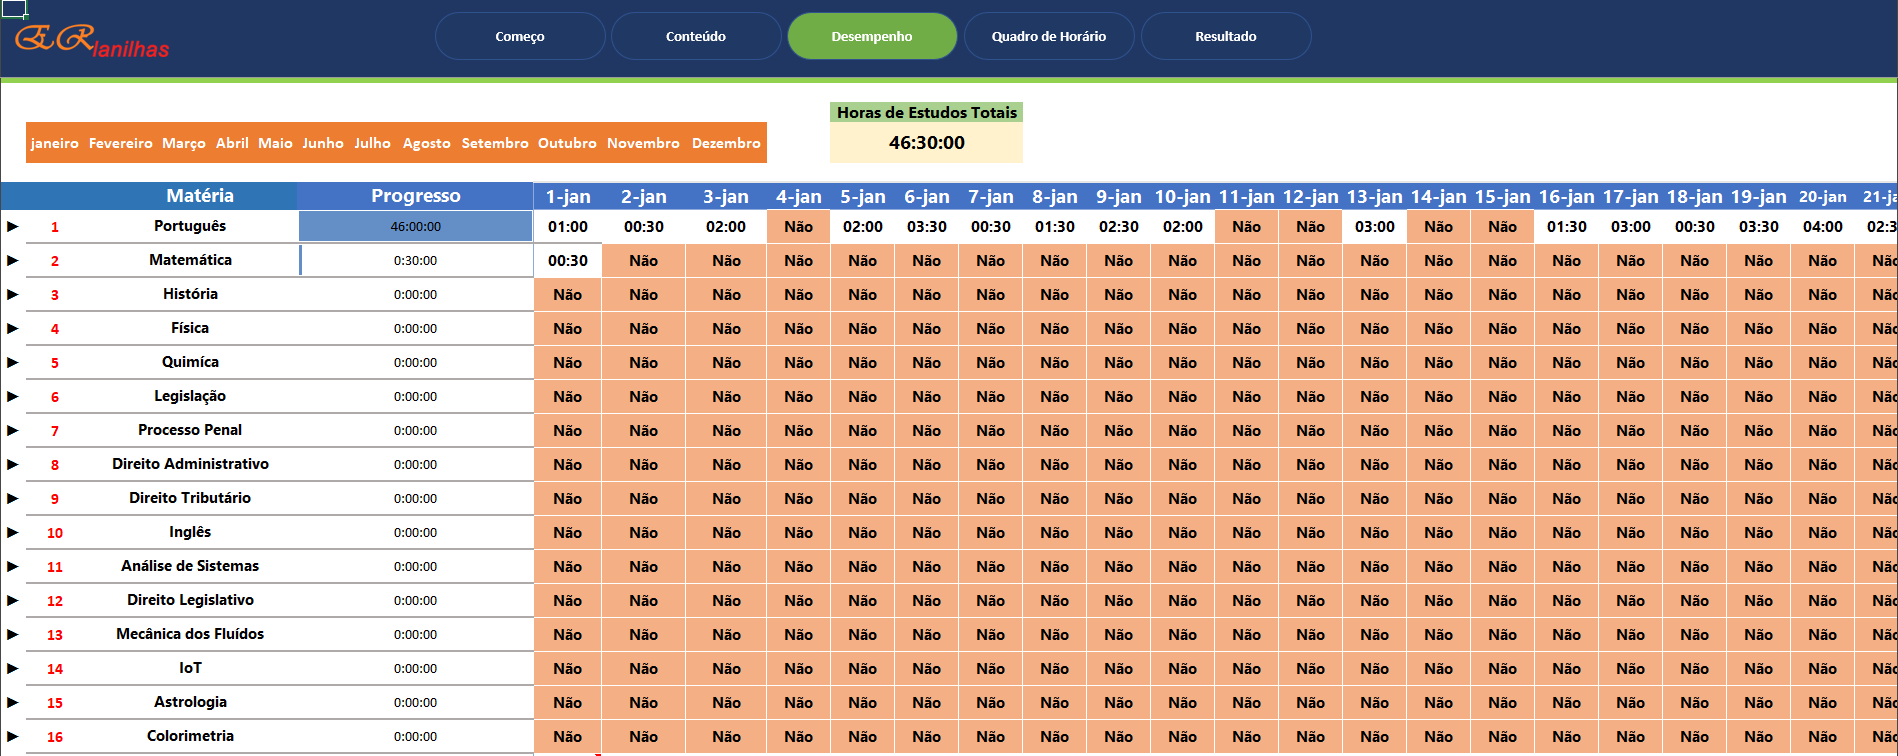 ER lanilhas
Começo Conteúdo Desempenho Quadro de Horário Resultado
Horas de Estudos Totais
janeiro Fevereiro Março Abril Maio Junho Julho Agosto Setembro Outubro Novembro Dezembro
46:30:00
Matéria Progresso 1-jan 2-jan 3-jan 4-jan 5-jan 6-jan 7-jan 8-jan 9-jan 10-jan 11-jan 12-jan 13-jan 14-jan 15-jan 16-jan 17-jan 18-jan 19-jan 20-jan 21-ja
1 Português 46:00:00 01:00 00:30 02:00 Não 02:00 03:30 00:30 01:30 02:30 02:00 Não Não 03:00 Não Não 01:30 03:00 00:30 03:30 04:00 02:3
2 Matemática 0:30:00 00:30 Não Não Não Não Não Não Não Não Não Não Não Não Não Não Não Não Não Não Não Não
3 História 0:00:00 Não Não Não Não Não Não Não Não Não Não Não Não Não Não Não Não Não Não Não Não Não
4 Física 0:00:00 Não Não Não Não Não Não Não Não Não Não Não Não Não Não Não Não Não Não Não Não Não
5 Quimíca 0:00:00 Não Não Não Não Não Não Não Não Não Não Não Não Não Não Não Não Não Não Não Não Não
6 Legislação 0:00:00 Não Não Não Não Não Não Não Não Não Não Não Não Não Não Não Não Não Não Não Não Não
7 Processo Penal 0:00:00 Não Não Não Não Não Não Não Não Não Não Não Não Não Não Não Não Não Não Não Não Não
8 Direito Administrativo 0:00:00 Não Não Não Não Não Não Não Não Não Não Não Não Não Não Não Não Não Não Não Não Não
9 Direito Tributário 0:00:00 Não Não Não Não Não Não Não Não Não Não Não Não Não Não Não Não Não Não Não Não Não
10 Inglês 0:00:00 Não Não Não Não Não Não Não Não Não Não Não Não Não Não Não Não Não Não Não Não Não
11 Análise de Sistemas 0:00:00 Não Não Não Não Não Não Não Não Não Não Não Não Não Não Não Não Não Não Não Não Não
12 Direito Legislativo 0:00:00 Não Não Não Não Não Não Não Não Não Não Não Não Não Não Não Não Não Não Não Não Não
13 Mecânica dos Fluídos 0:00:00 Não Não Não Não Não Não Não Não Não Não Não Não Não Não Não Não Não Não Não Não Não
14 IoT 0:00:00 Não Não Não Não Não Não Não Não Não Não Não Não Não Não Não Não Não Não Não Não Não
15 Astrologia 0:00:00 Não Não Não Não Não Não Não Não Não Não Não Não Não Não Não Não Não Não Não Não Não
16 Colorimetria 0:00:00 Não Não Não Não Não Não Não Não Não Não Não Não Não Não Não Não Não Não Não Não Não